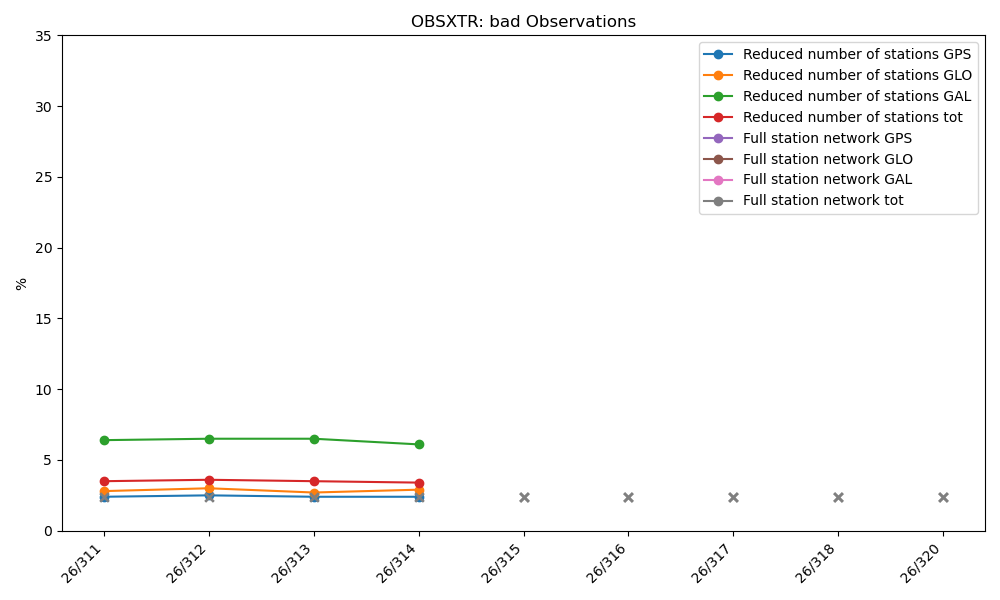 OBSXTR: bad Observations
35
30
25
20
15
10
5
0
%
Reduced number of stations GPS
Reduced number of stations GLO
Reduced number of stations GAL
Reduced number of stations tot
Full station network GPS
Full station network GLO
Full station network GAL
Full station network tot
26/311
26/312
26/313
26/314
26/315
26/316
26/317
26/318
26/320